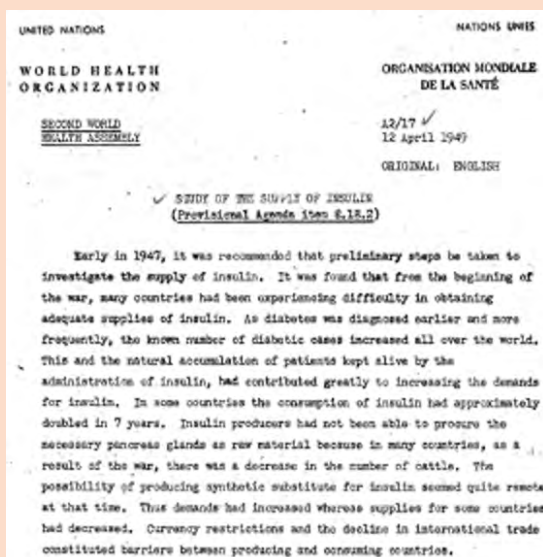 UNITED NATIONS
NATIONS UNIES
WORLD HEALTH
ORGANIZATION
ORGANISATION MONDIALE
DE LA SANTÉ
SECOND WORLD
HEALTH ASSEMBLY
A2/17
12 April 1949
ORIGINAL: ENGLISH
STUDY OF THE SUPPLY OF INSULIN
(Provisional Agenda item 8.18.2)
Early in 1947, it was recommended that preliminary steps be taken to
investigate the supply of insulin. It was found that from the beginning of
the war, many countries had been experiencing difficulty in obtaining
adequate supplies of insulin. As diabetes was diagnosed earlier and more
frequently, the known number of diabetic cases increased all over the world.
This and the natural accumulation of patients kept alive by the
administration of insulin, had contributed greatly to increasing the demands
for insulin. In some countries the consumption of insulin had approximately
doubled in 7 years. Insulin producers had not been able to procure the
necessary pancreas glands as raw material because in many countries, as a
result of the war, there was a decrease in the number of cattle. The
possibility of producing synthetic substitute for insulin seemed quite remote
at that time. Thus demands had increased whereas supplies for some countries
had decreased. Currency restrictions and the decline in international trade
constituted barriers between producing and consuming countries.